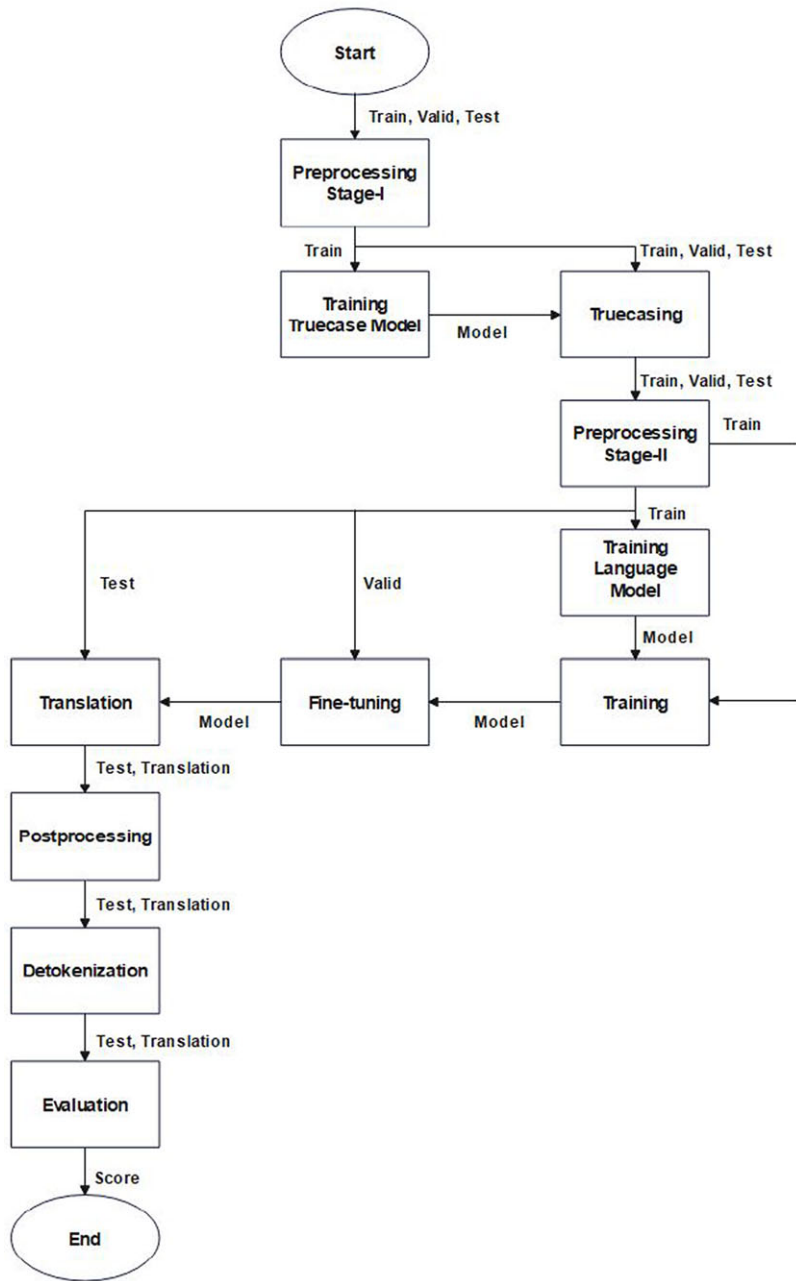 Start
Train, Valid, Test
Preprocessing
Stage-I
Train
Train, Valid, Test
Training
Truecase Model
Model
Truecasing
Train, Valid, Test
Preprocessing
Stage-II
Train
Train
Training
Language
Model
Test
Valid
Model
Translation
Model
Fine-tuning
Model
Training
Test, Translation
Postprocessing
Test, Translation
Detokenization
Test, Translation
Evaluation
Score
End